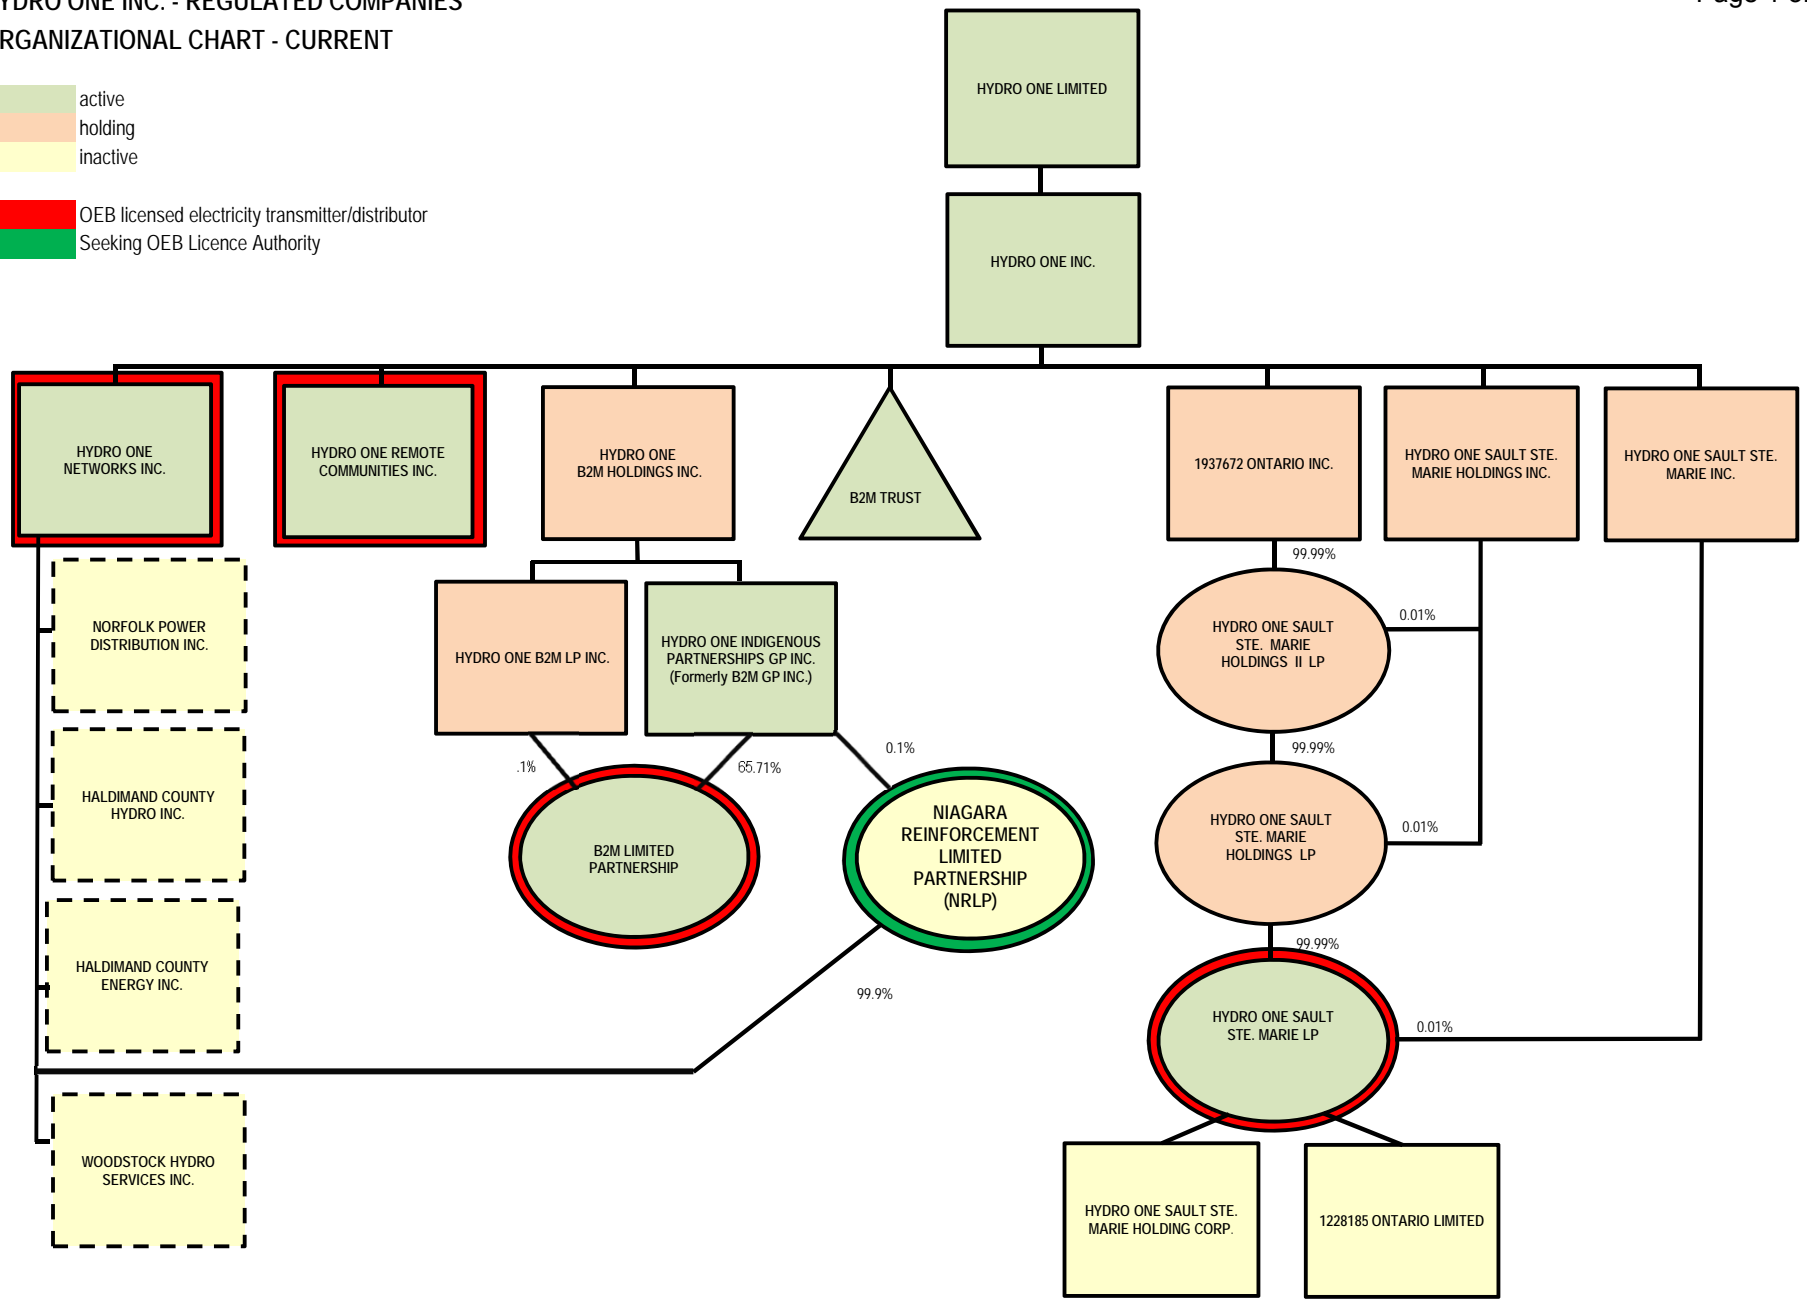 YDRO ONE INC. - REGULATED COMPANIES
RGANIZATIONAL CHART - CURRENT
active
holding
inactive
OEB licensed electricity transmitter/distributor
Seeking OEB Licence Authority
HYDRO ONE LIMITED
HYDRO ONE INC.
HYDRO ONE
NETWORKS INC.
HYDRO ONE REMOTE
COMMUNITIES INC.
HYDRO ONE
B2M HOLDINGS INC.
B2M TRUST
1937672 ONTARIO INC.
HYDRO ONE SAULT STE.
MARIE HOLDINGS INC.
HYDRO ONE SAULT STE.
MARIE INC.
99.99%
0.01%
NORFOLK POWER
DISTRIBUTION INC.
HYDRO ONE B2M LP INC.
HYDRO ONE INDIGENOUS
PARTNERSHIPS GP INC.
(Formerly B2M GP INC.)
HYDRO ONE SAULT
STE. MARIE
HOLDINGS II LP
.1%
65.71%
0.1%
99.99%
HALDIMAND COUNTY
HYDRO INC.
B2M LIMITED
PARTNERSHIP
NIAGARA
REINFORCEMENT
LIMITED
PARTNERSHIP
(NRLP)
HYDRO ONE SAULT
STE. MARIE
HOLDINGS LP
0.01%
99.99%
HALDIMAND COUNTY
ENERGY INC.
99.9%
HYDRO ONE SAULT
STE. MARIE LP
0.01%
WOODSTOCK HYDRO
SERVICES INC.
HYDRO ONE SAULT STE.
MARIE HOLDING CORP.
1228185 ONTARIO LIMITED